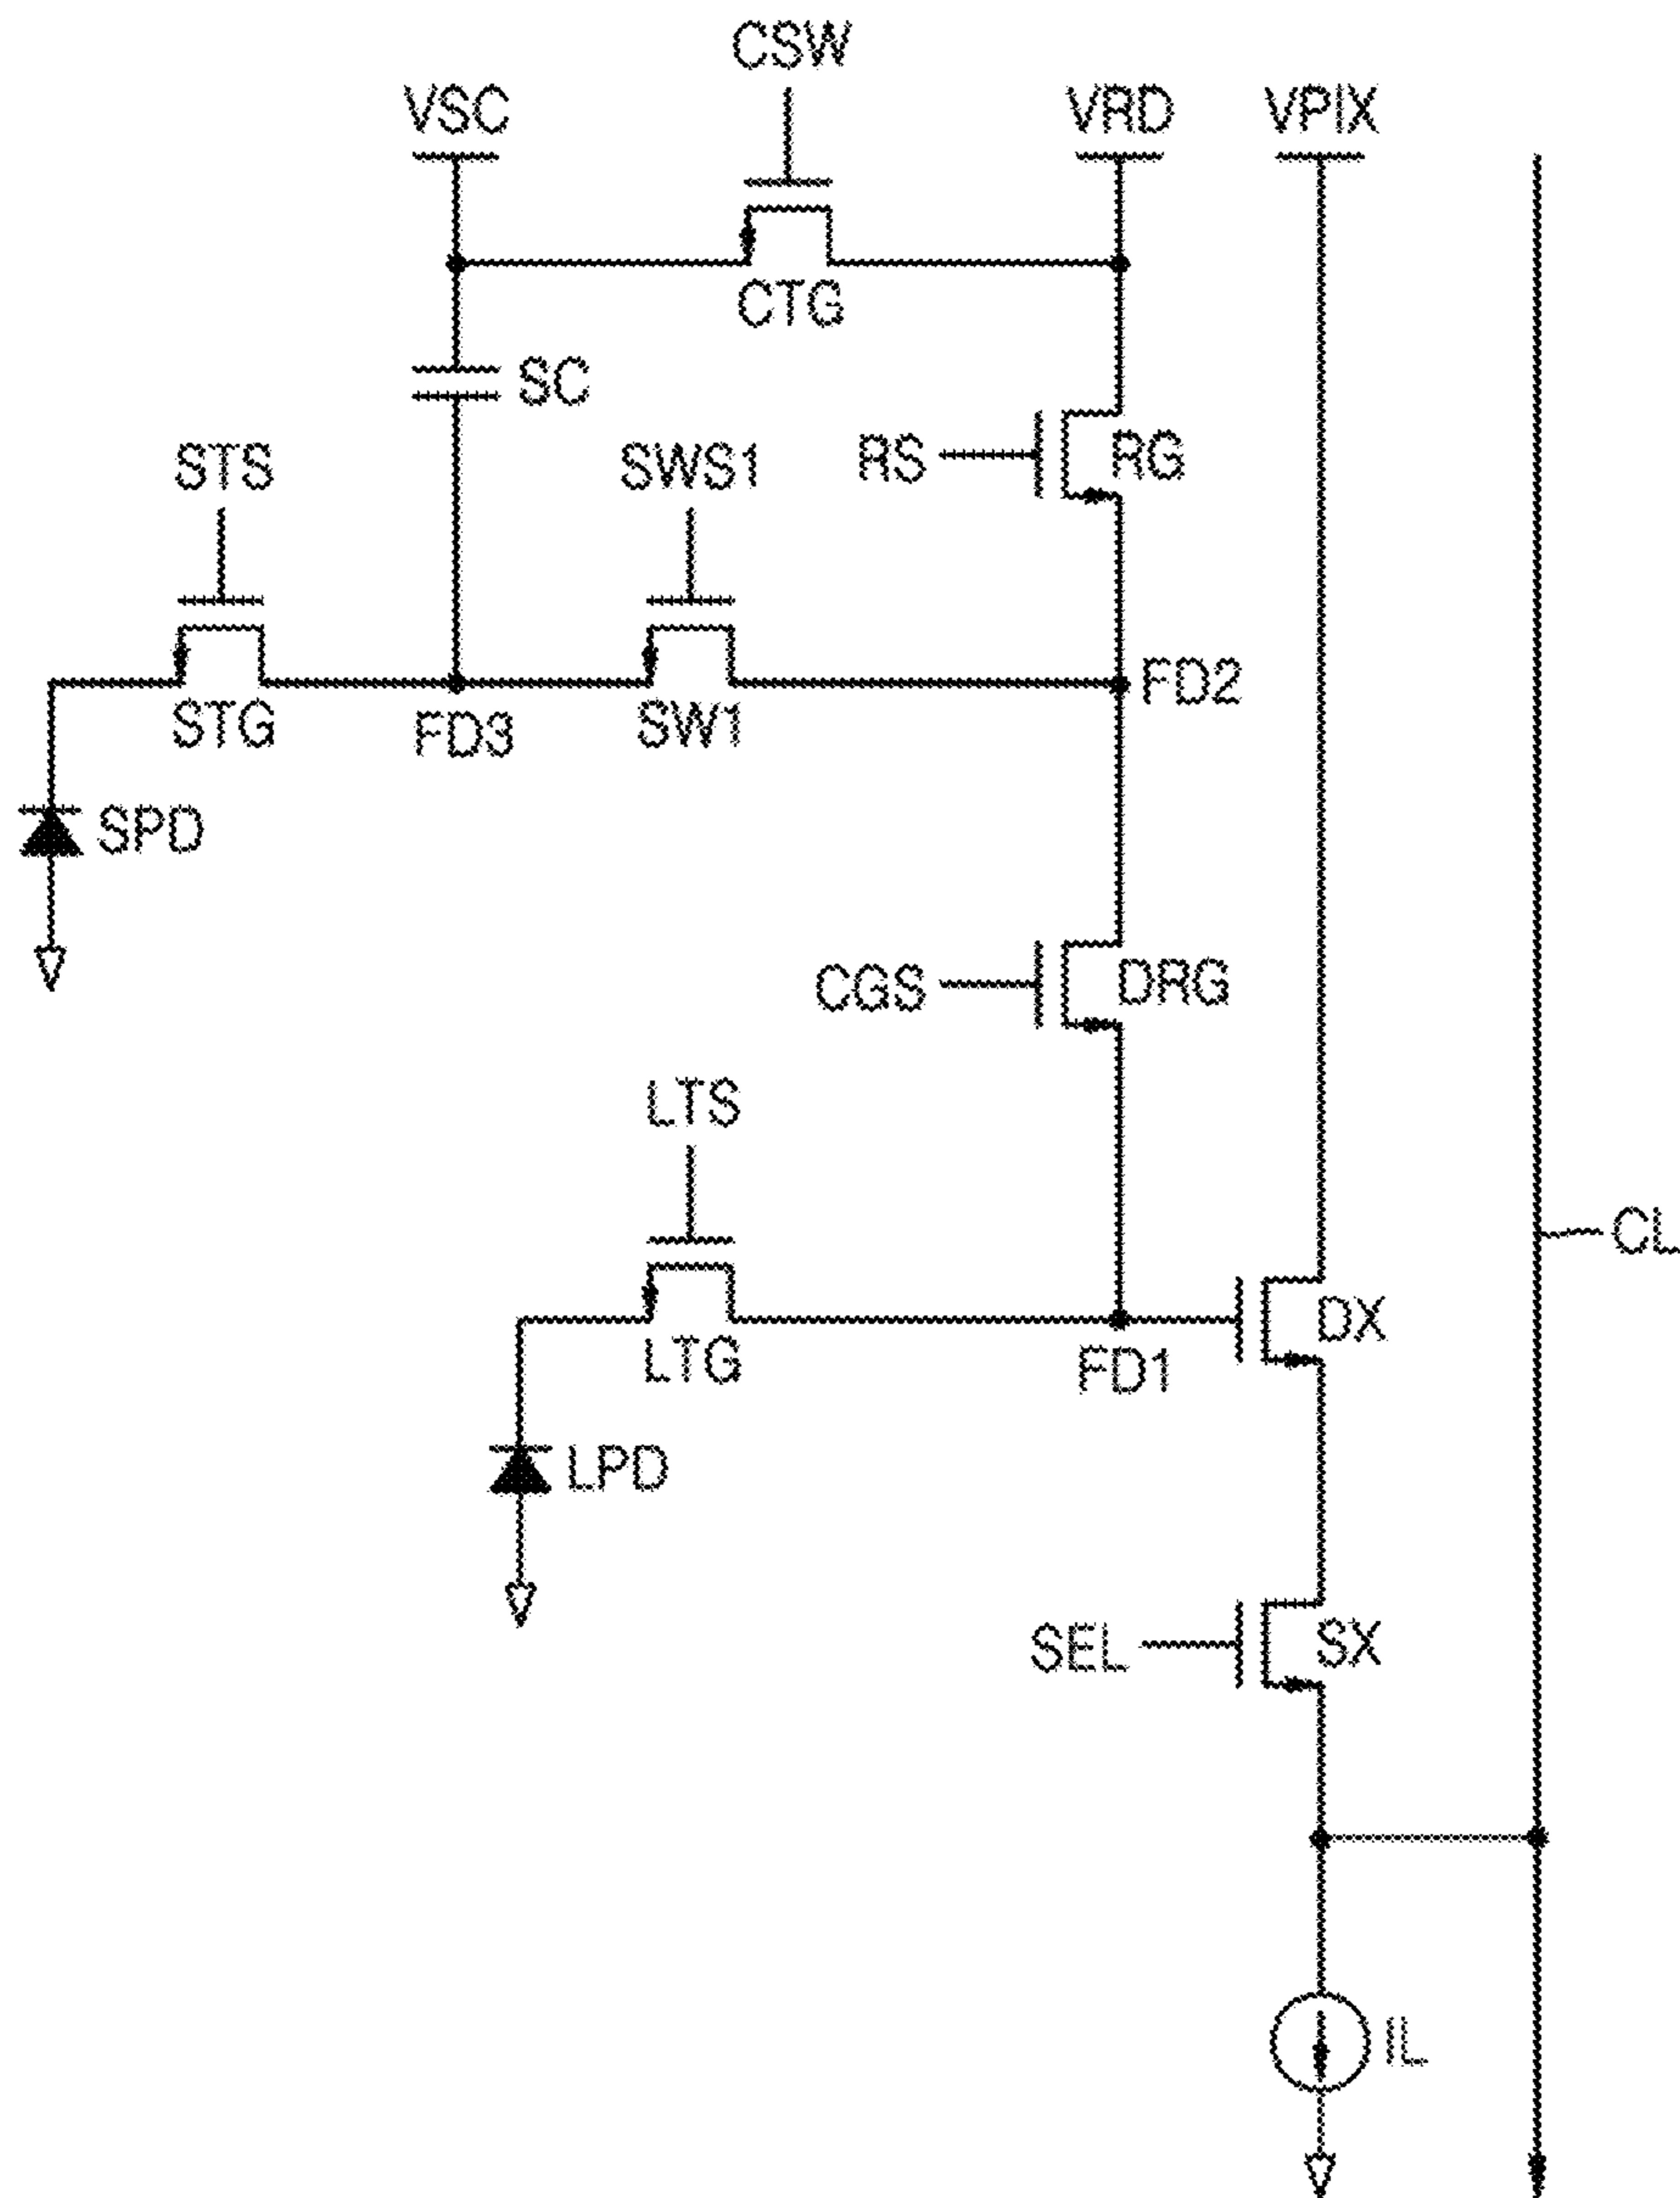 CSW
VSC
VRD
VPIX
CTG
SC
STS
SWS1
RS
RG
STG
FD3
SW1
FD2
SPD
CGS
DRG
LTS
CL
LTG
FD1
DX
LPD
SEL
SX
IL